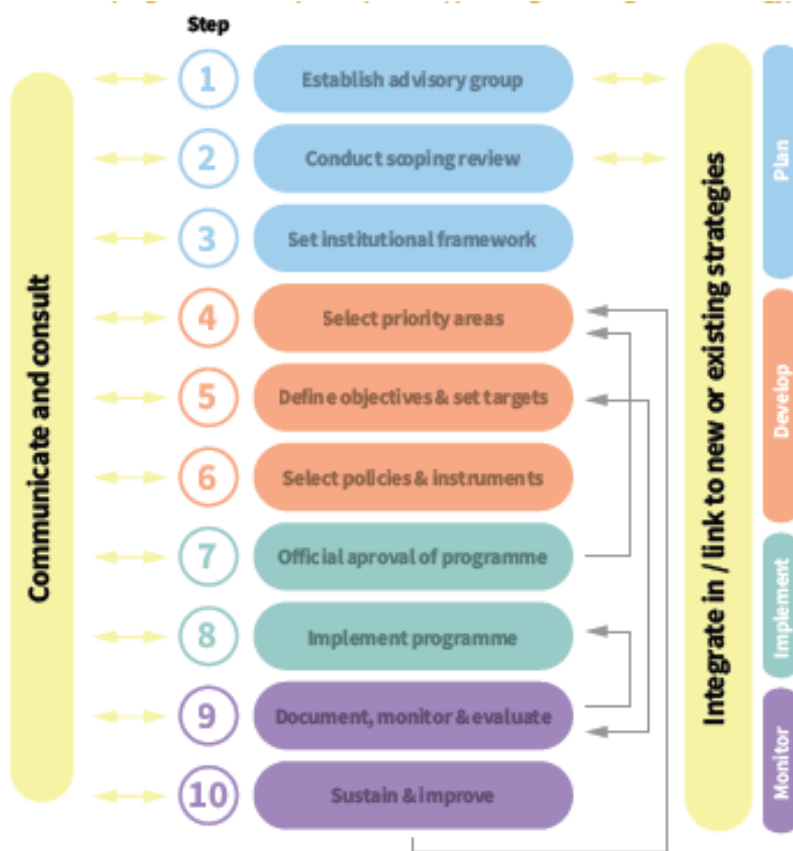 Step
1 Establish advisory group
2 Conduct scoping review
3 Set institutional framework
4 Select priority areas
5 Define objectives & set targets
6 Select policies & instruments
7 Official aproval of programme
8 Implement programme
9 Document, monitor & evaluate
10 Sustain & improve
Communicate and consult
Integrate in / link to new or existing strategies
Plan
Develop
Implement
Monitor